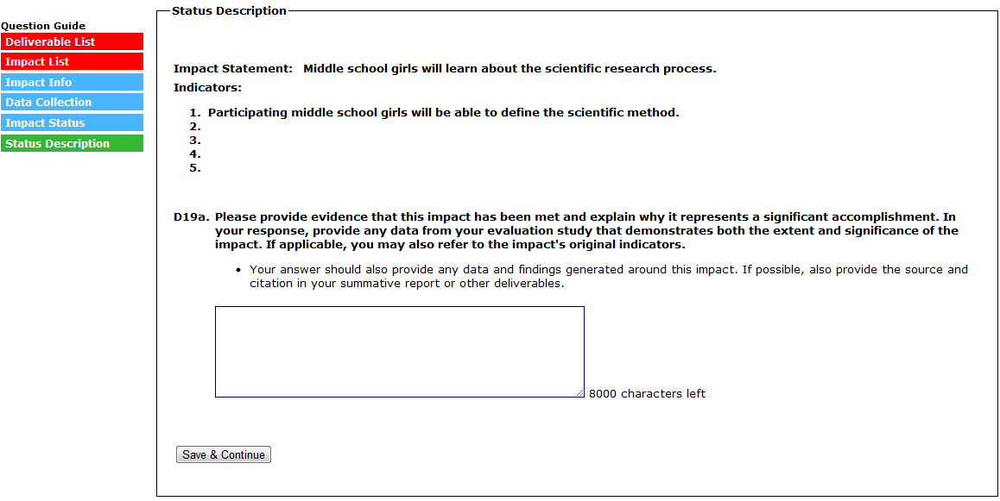 Status Description
Question Guide
Deliverable List
Impact List
Impact Info
Data Collection
Impact Status
Status Description
Impact Statement: Middle school girls will learn about the scientific research process.
Indicators:
1. Participating middle school girls will be able to define the scientific method.
2.
3.
4.
5.
D19a. Please provide evidence that this impact has been met and explain why it represents a significant accomplishment. In
your response, provide any data from your evaluation study that demonstrates both the extent and significance of the
impact. If applicable, you may also refer to the impact's original indicators.
• Your answer should also provide any data and findings generated around this impact. If possible, also provide the source and
citation in your summative report or other deliverables.
8000 characters left
Save & Continue